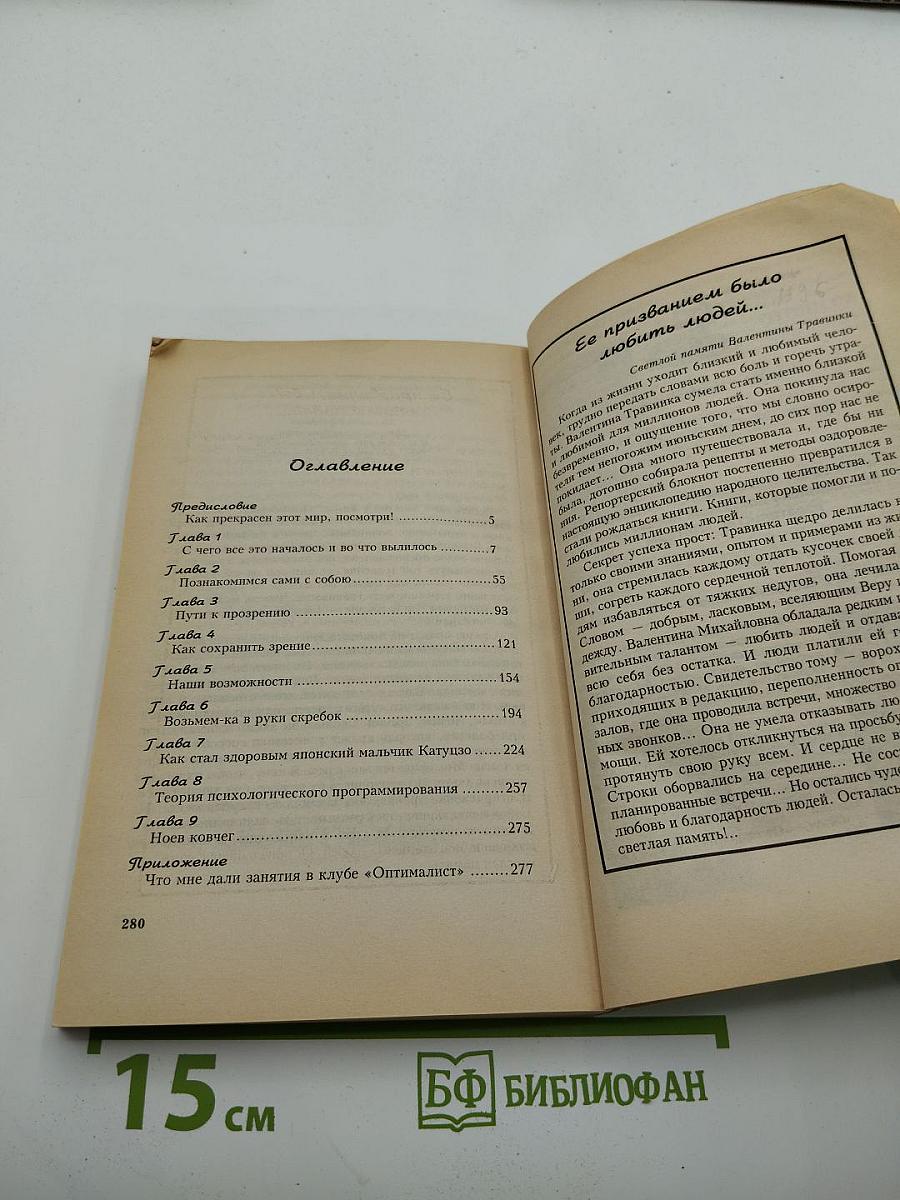 Оглавление
Предисловие
Как прекрасен этот мир, посмотри! ..................5
Глава 1
С чего все это началось и во что вылилось ..........7
Глава 2
Познакомимся сами с собою......................55
Глава 3
Пути к прозрению ..............................93
Глава 4
Как сохранить зрение...........................121
Глава 5
Наши возможности ..............................154
Глава 6
Возьмем-ка в руки скребок ......................194
Глава 7
Как стал здоровым японский мальчик Катуцзо ......224
Глава 8
Теория психологического программирования .........257
Глава 9
Ноев ковчег....................................275
Приложение
Что мне дали занятия в клубе «Оптималист» ........277
280
Ее призванием было
любить людей...
Светлой памяти Валентины Травинки
Когда из жизни уходит близкий и любимый чело-
век, трудно передать словами всю боль и горечь утра-
ты. Валентина Травинка сумела стать именно близкой
и любимой для миллионов людей. Она покинула нас
безвременно, и ощущение того, что мы словно осиро-
тели тем непогожим июньским днем, до сих пор нас не
покидает... Она много путешествовала и, где бы ни
была, дотошно собирала рецепты и методы оздоровле-
ния. Репортерский блокнот постепенно превратился в
настоящую энциклопедию народного целительства. Так
стали рождаться книги. Книги, которые помогли и по-
любились миллионам людей.
Секрет успеха прост: Травинка щедро делилась
только своими знаниями, опытом и примерами из жи
ни, она стремилась каждому отдать кусочек своей
ши, согреть каждого сердечной теплотой. Помогая
дям избавляться от тяжких недугов, она лечила
Словом — добрым, ласковым, вселяющим Веру и
дежду. Валентина Михайловна обладала редким
вительным талантом — любить людей и отдава
всю себя без остатка. И люди платили ей
благодарностью. Свидетельство тому — ворох
приходящих в редакцию, переполненность
залов, где она проводила встречи, множество
ных звонков... Она не умела отказывать
мощи. Ей хотелось откликнуться на просьбу
протянуть свою руку всем. И сердце не в
Строки оборвались на середине... Не сос
планированные встречи... Но остались чуде
любовь и благодарность людей. Осталась
светлая память!..
15 см
БФ БИБЛИОФАН